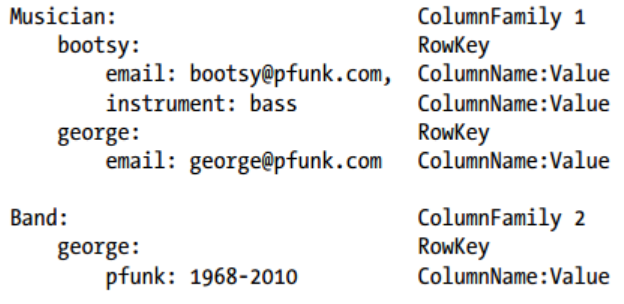 Musician: ColumnFamily 1
bootsy: RowKey
email: bootsy@pfunk.com, ColumnName:Value
instrument: bass ColumnName:Value
george: RowKey
email: george@pfunk.com ColumnName:Value
Band: ColumnFamily 2
george: RowKey
pfunk: 1968-2010 ColumnName:Value